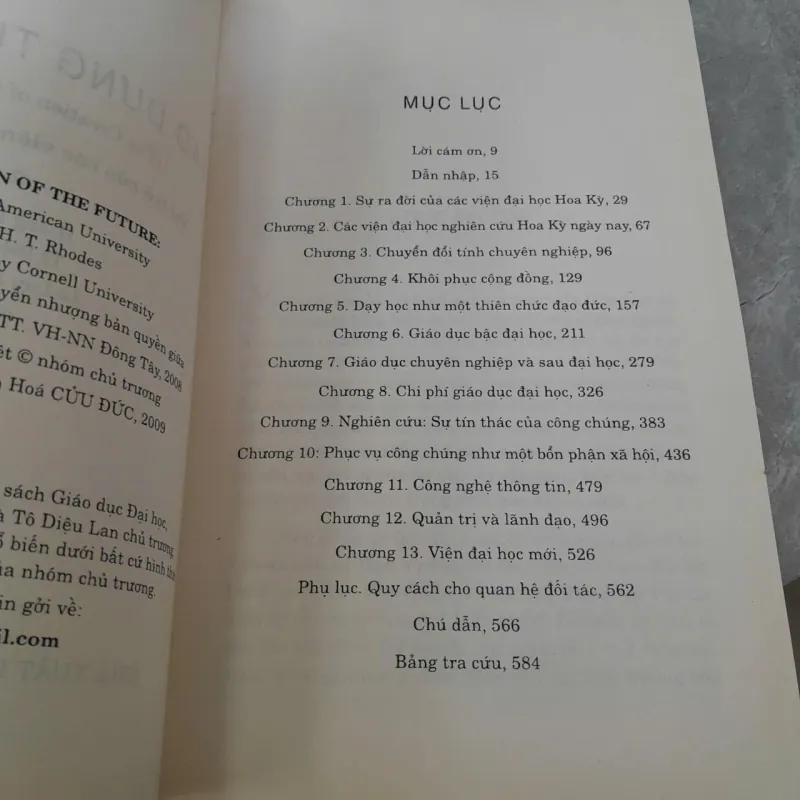 N OF THE FUTURE:
American University
H. T. Rhodes
y Cornell University
yển nhượng bản quyền giữa
TT. VH-NN Đông Tây, 2008
ệt © nhóm chủ trương
Hoá CỬU ĐỨC, 2009
sách Giáo dục Đại học,
à Tô Diệu Lan chủ trương
ổ biến dưới bất cứ hình
ủa nhóm chủ trương.
in gởi về:
il.com
MỤC LỤC
Lời cám ơn, 9
Dẫn nhập, 15
Chương 1. Sự ra đời của các viện đại học Hoa Kỳ, 29
Chương 2. Các viện đại học nghiên cứu Hoa Kỳ ngày nay, 67
Chương 3. Chuyển đổi tính chuyên nghiệp, 96
Chương 4. Khôi phục cộng đồng, 129
Chương 5. Dạy học như một thiên chức đạo đức, 157
Chương 6. Giáo dục bậc đại học, 211
Chương 7. Giáo dục chuyên nghiệp và sau đại học, 279
Chương 8. Chi phí giáo dục đại học, 326
Chương 9. Nghiên cứu: Sự tín thác của công chúng, 383
Chương 10: Phục vụ công chúng như một bổn phận xã hội, 436
Chương 11. Công nghệ thông tin, 479
Chương 12. Quản trị và lãnh đạo, 496
Chương 13. Viện đại học mới, 526
Phụ lục. Quy cách cho quan hệ đối tác, 562
Chú dẫn, 566
Bảng tra cứu, 584